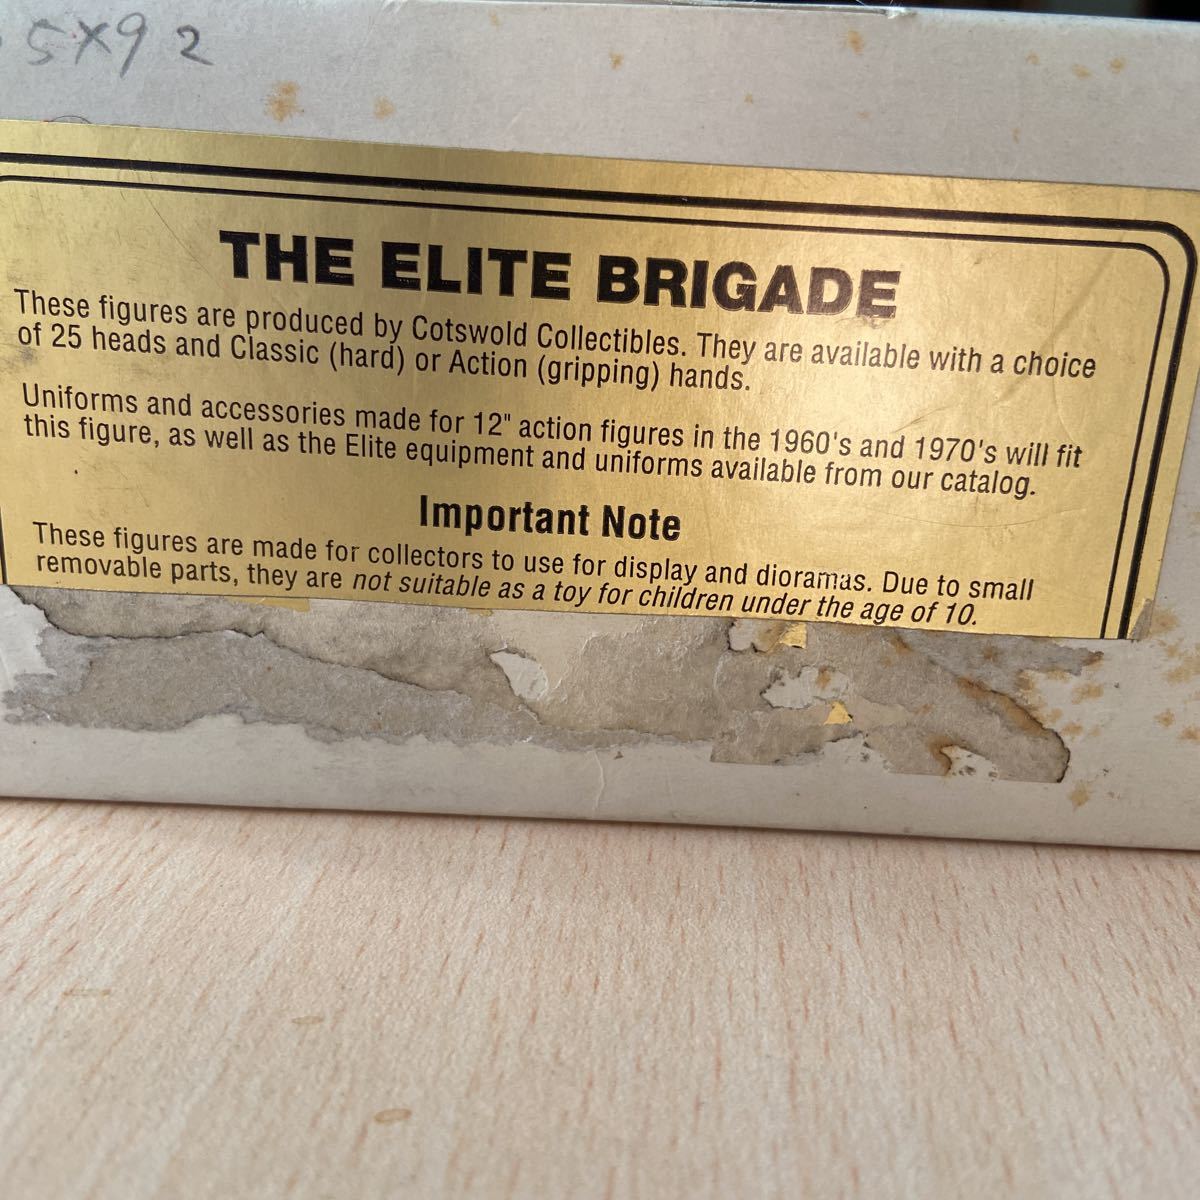 5X92
THE ELITE BRIGADE
These figures are produced by Cotswold Collectibles. They are available with a choice
of 25 heads and Classic (hard) or Action (gripping) hands.
Uniforms and accessories made for 12" action figures in the 1960's and 1970's will fit
this figure, as well as the Elite equipment and uniforms available from our catalog.
Important Note
These figures are made for collectors to use for display and dioramas. Due to small
removable parts, they are not suitable as a toy for children under the age of 10.